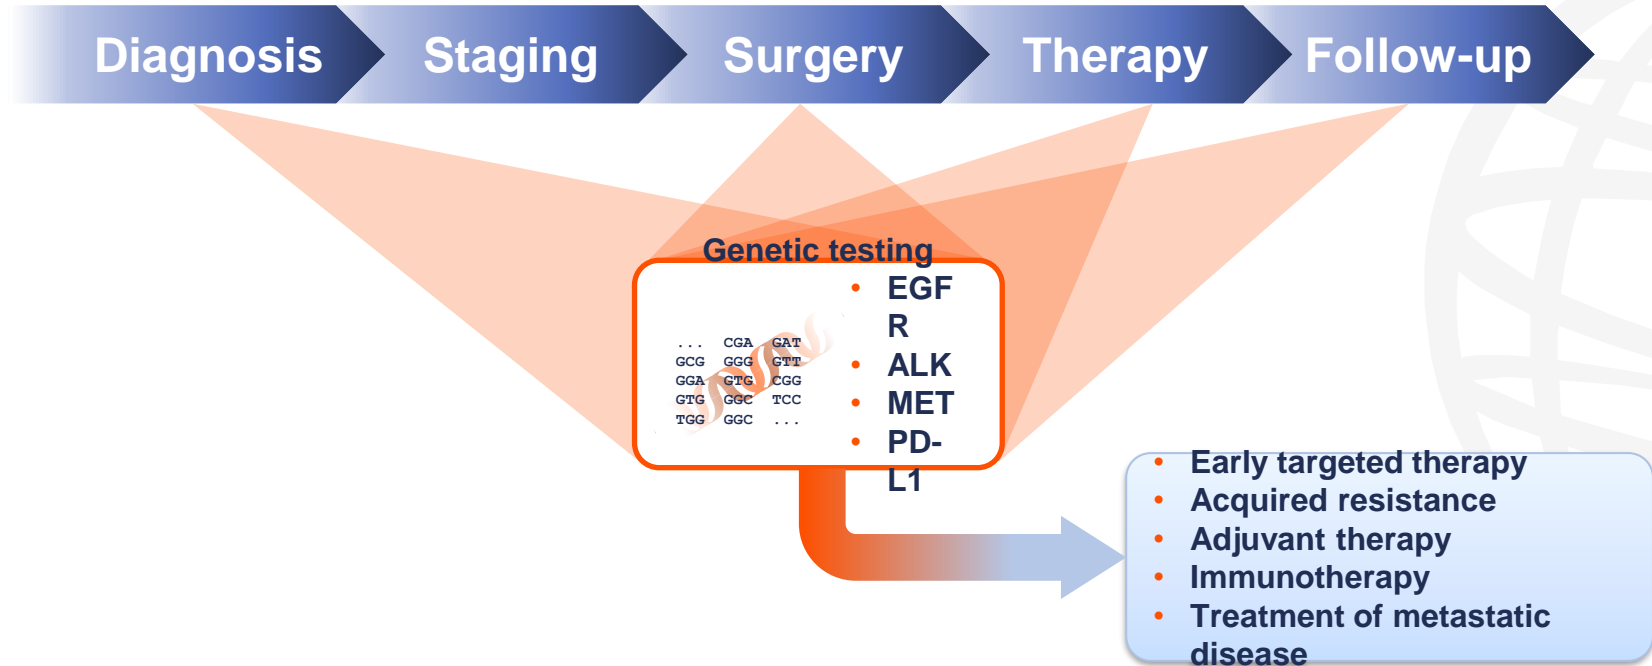 Diagnosis Staging Surgery Therapy Follow-up
Genetic testing
... CGA GAT
GCG GGG GTT
GGA GTG CGG
GTG GGC TCC
TGG GGC ...
• EGF
R
• ALK
• MET
• PD-
L1
• Early targeted therapy
• Acquired resistance
• Adjuvant therapy
• Immunotherapy
• Treatment of metastatic
disease